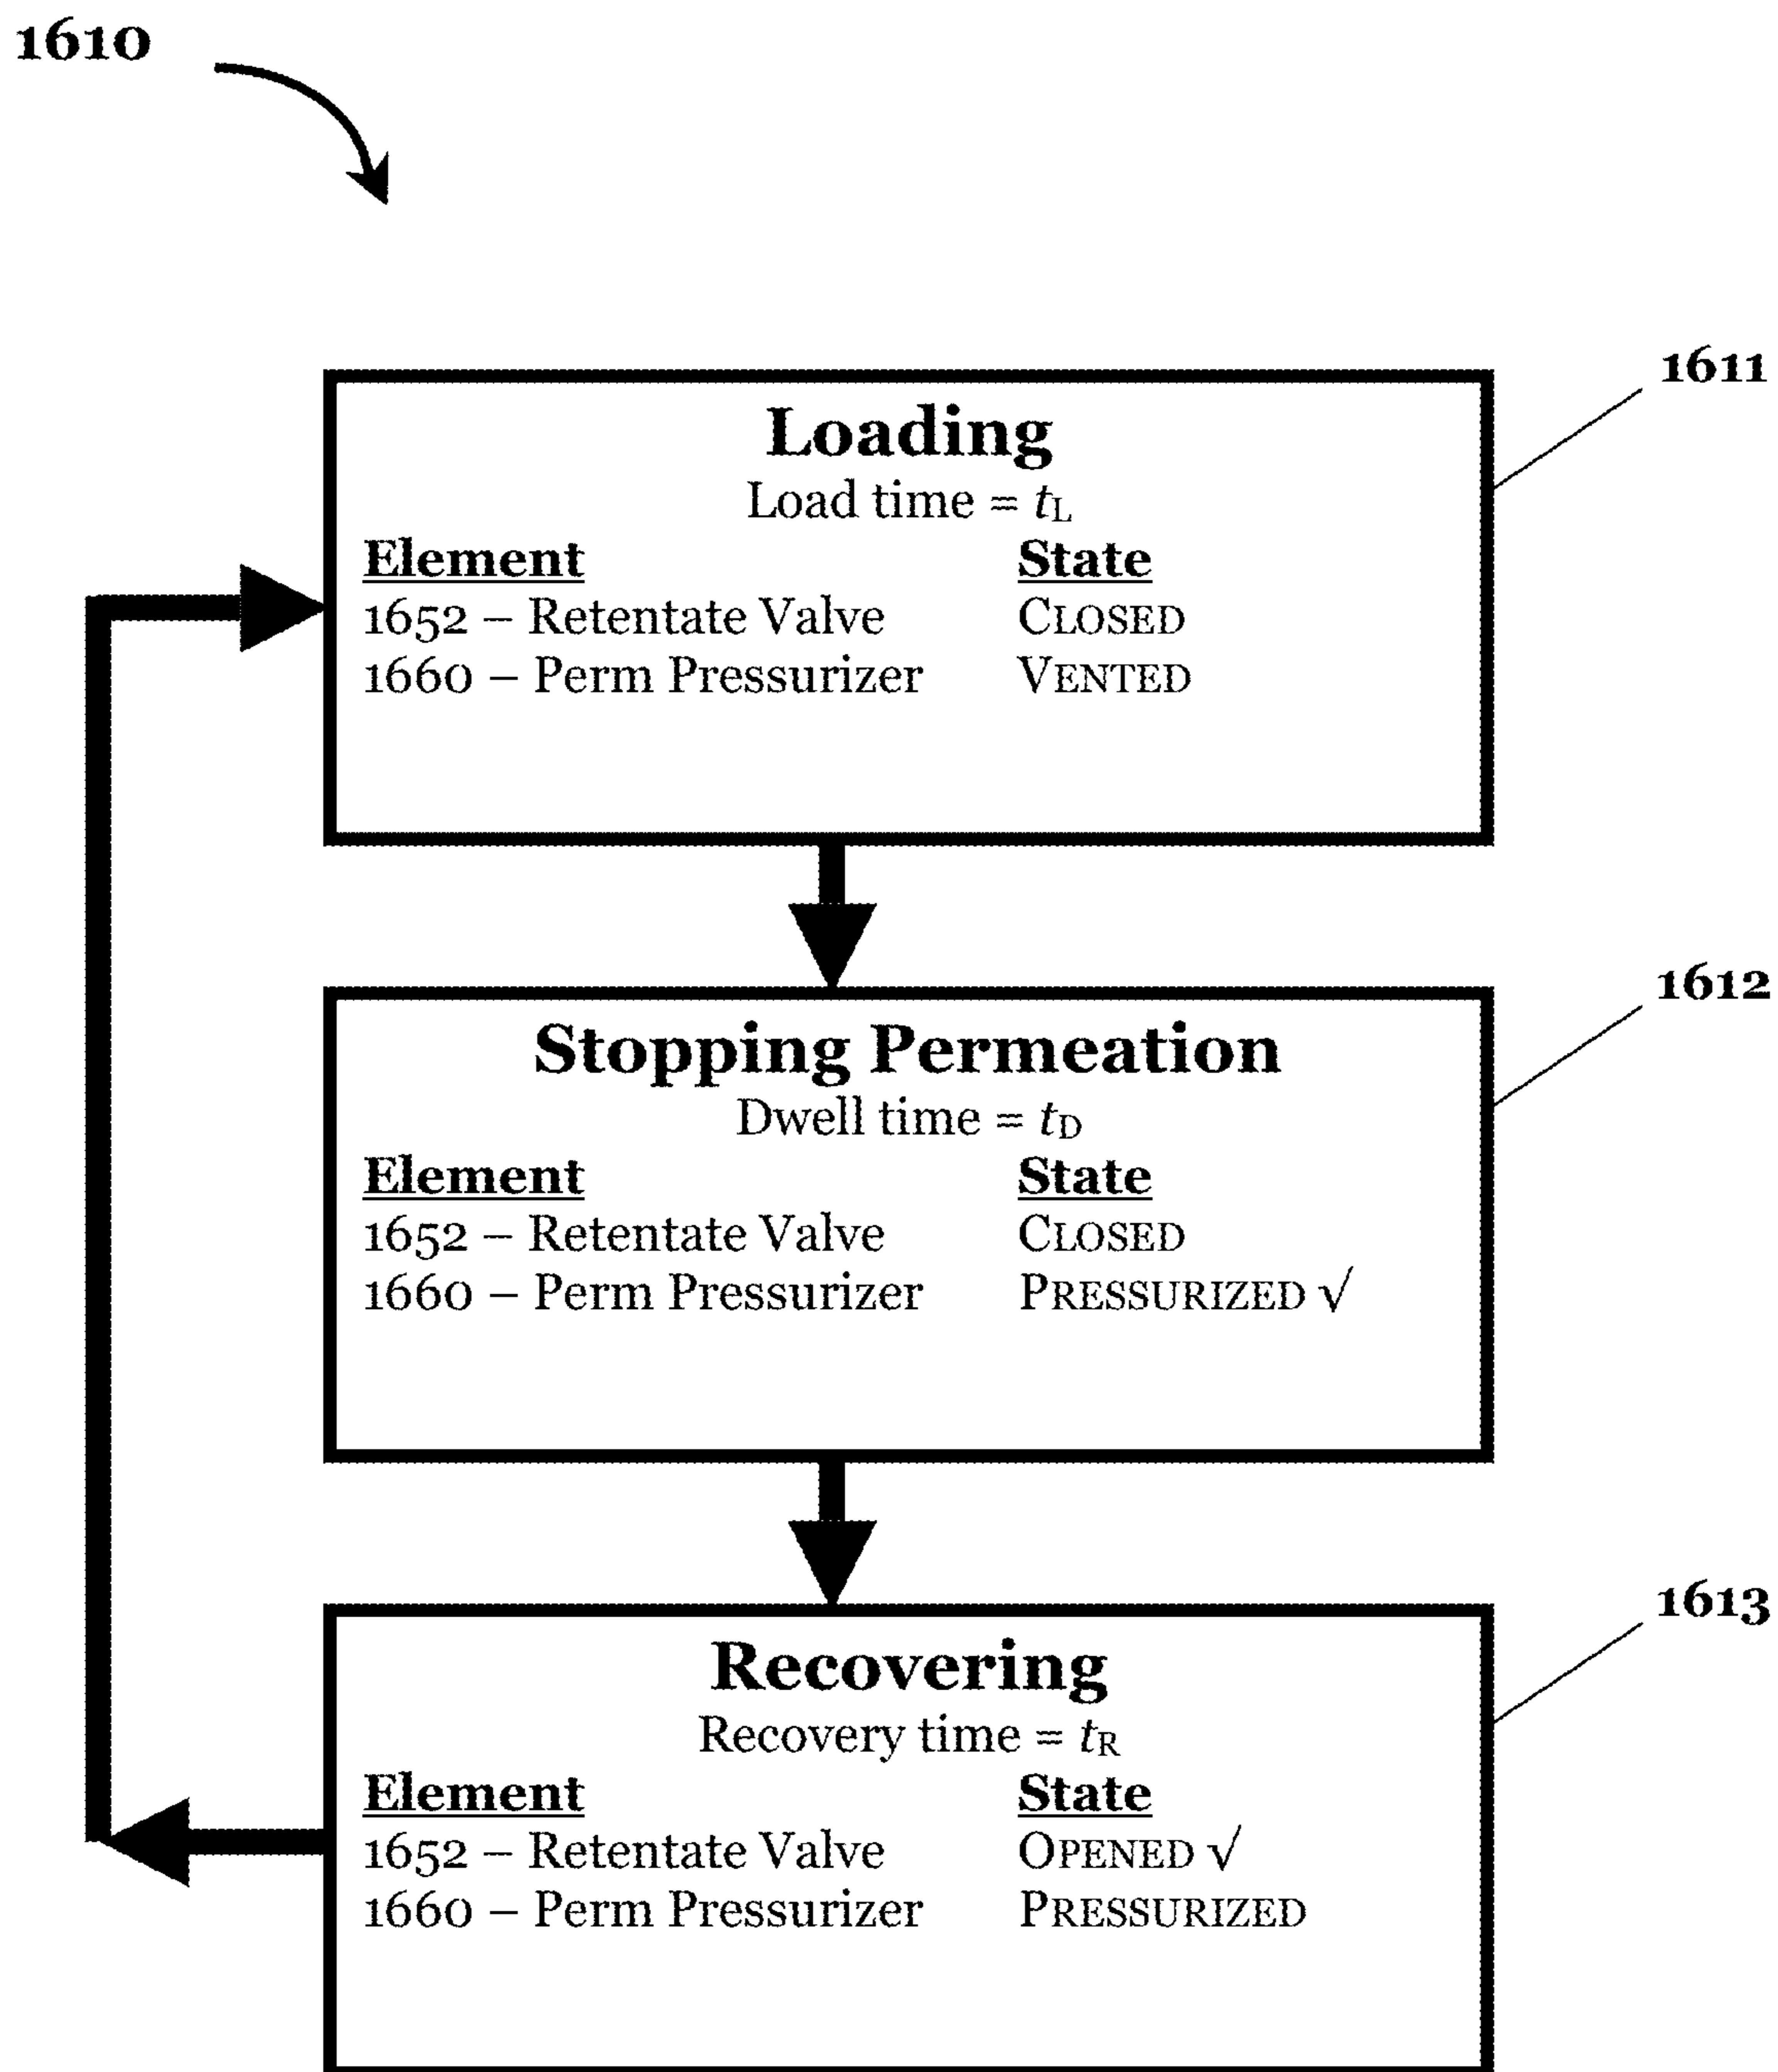 1610
1611
Loading
Load time = tL
Element State
1652 – Retentate Valve CLOSED
1660 – Perm Pressurizer VENTED
1612
Stopping Permeation
Dwell time = tD
Element State
1652 – Retentate Valve CLOSED
1660 – Perm Pressurizer PRESSURIZED √
1613
Recovering
Recovery time = tR
Element State
1652 – Retentate Valve OPENED √
1660 – Perm Pressurizer PRESSURIZED